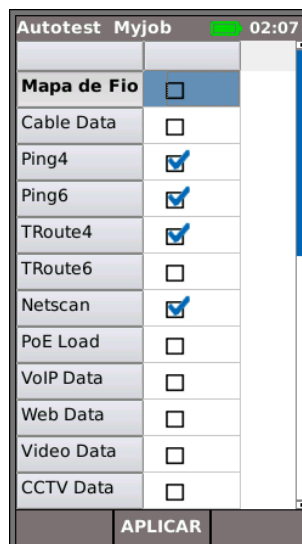 Autotest Myjob 02:07
Mapa de Fio
Cable Data
Ping4
Ping6
TRoute4
TRoute6
Netscan
PoE Load
VoIP Data
Web Data
Video Data
CCTV Data
APLICAR